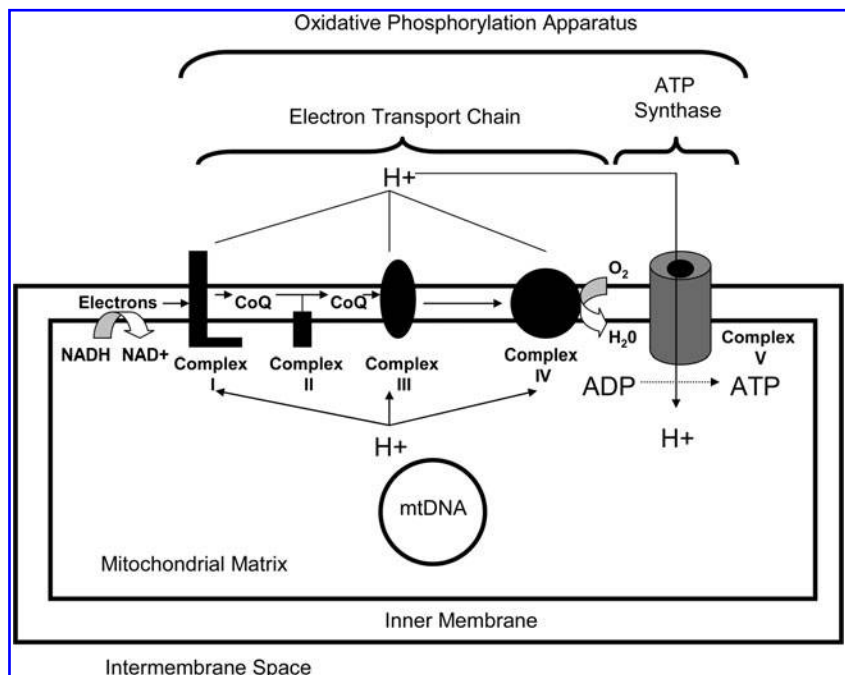 Oxidative Phosphorylation Apparatus
ATP
Synthase
Electron Transport Chain
H+
O2
Electrons
CoQ
CoQ
NADH
NAD+
Complex
I
Complex
II
Complex
III
Complex
IV
H20
Complex
V
ADP
ATP
H+
H+
mtDNA
Mitochondrial Matrix
Inner Membrane
Intermembrane Space